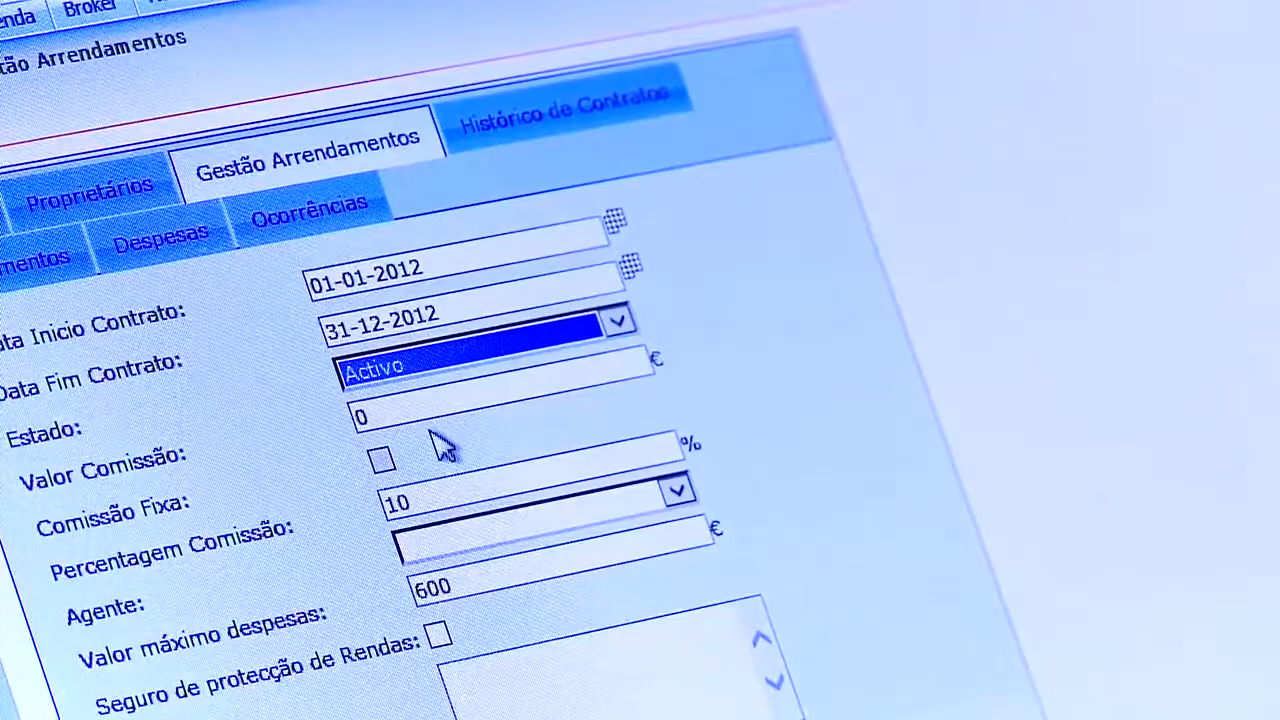 enda Broker
tão Arrendamentos
Proprietários Gestão Arrendamentos Histórico de Contratos
mentos Despesas Ocorrências
ata Inicio Contrato: 01-01-2012
Data Fim Contrato: 31-12-2012
Estado: Activo
Valor Comissão: 0 €
Comissão Fixa:
Percentagem Comissão: 10 %
Agente:
Valor máximo despesas: 600 €
Seguro de protecção de Rendas: